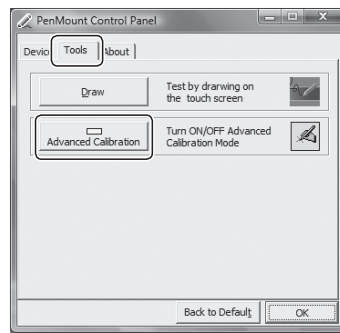 PenMount Control Panel
Device Tools About
Draw
Test by drarwing on
the touch screen
Advanced Calibration
Turn ON/OFF Advanced
Calibration Mode
Back to Default
OK